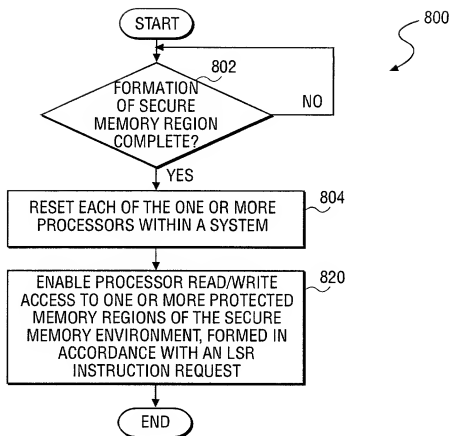 START
800
802
FORMATION
OF SECURE
MEMORY REGION
COMPLETE?
NO
YES
804
RESET EACH OF THE ONE OR MORE
PROCESSORS WITHIN A SYSTEM
820
ENABLE PROCESSOR READ/WRITE
ACCESS TO ONE OR MORE PROTECTED
MEMORY REGIONS OF THE SECURE
MEMORY ENVIRONMENT, FORMED IN
ACCORDANCE WITH AN LSR
INSTRUCTION REQUEST
END